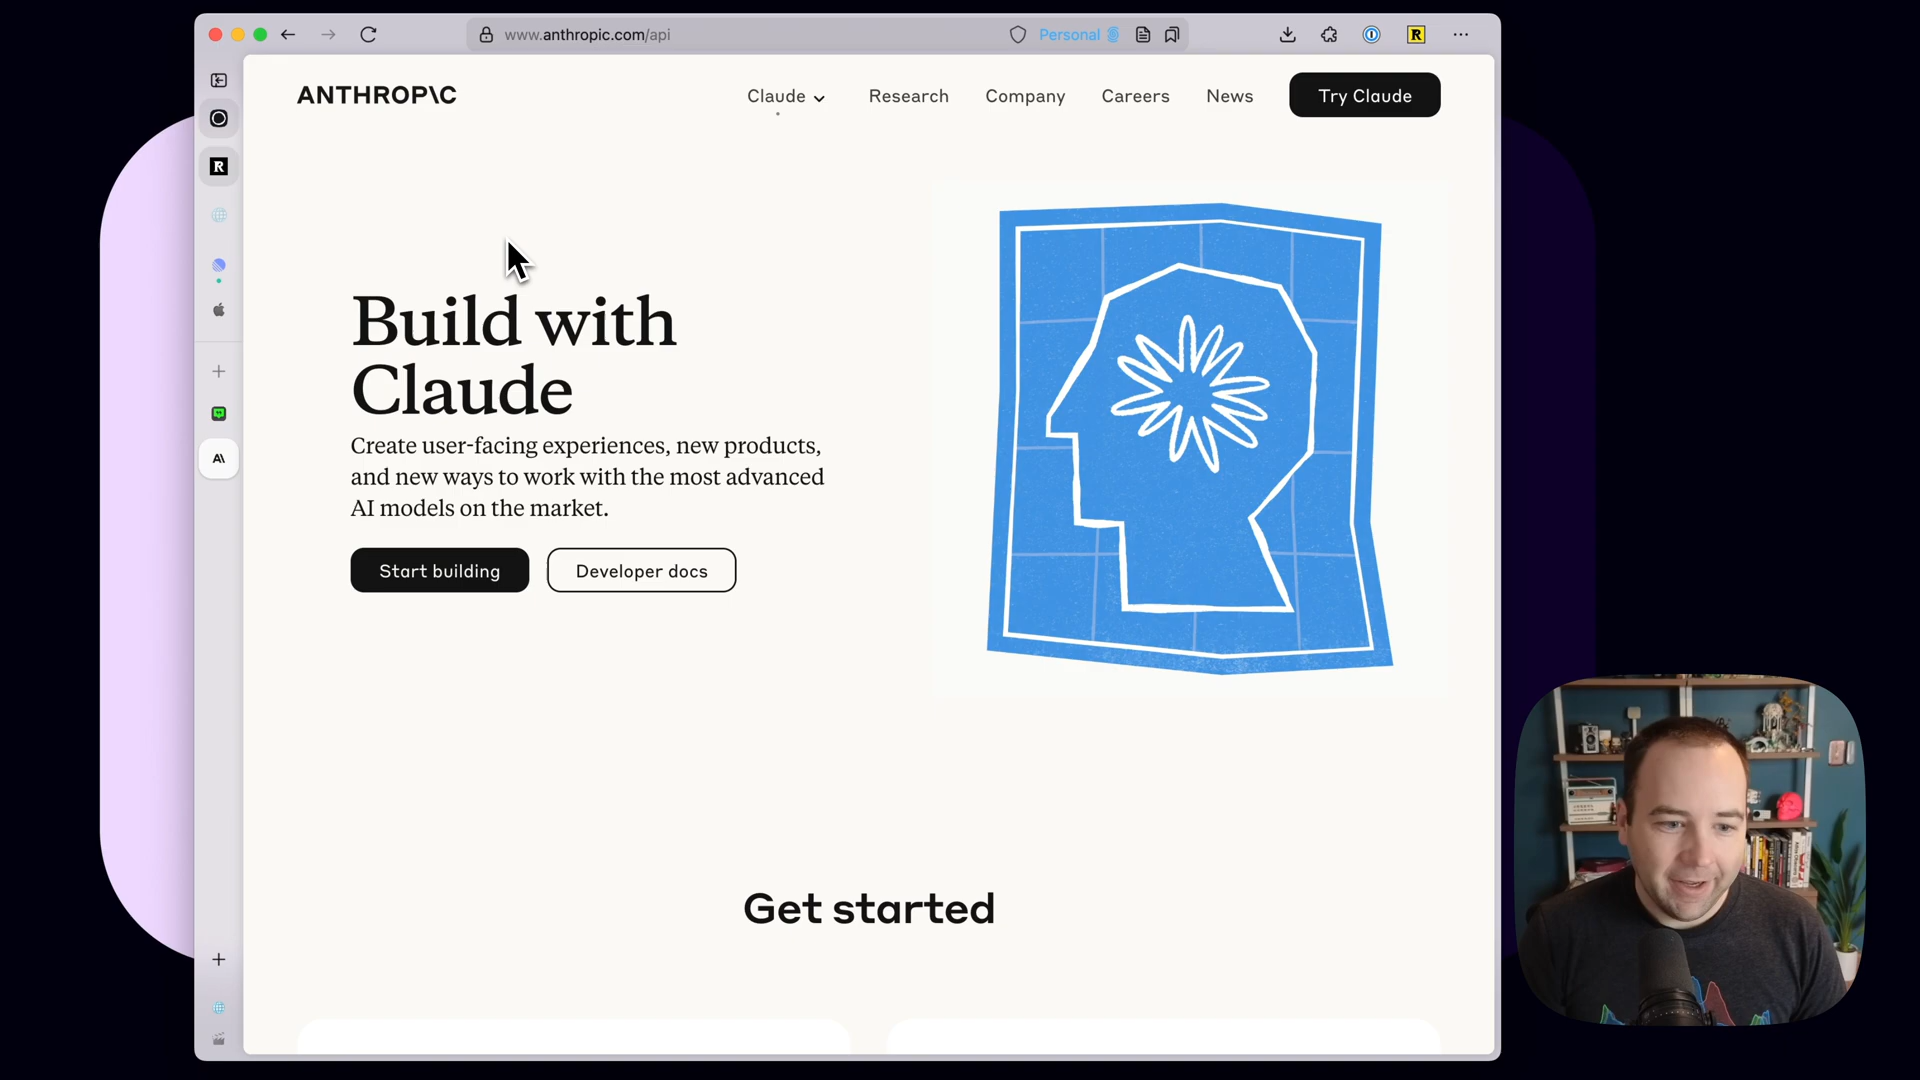 www.anthropic.com/api
Personal
R
ANTHROP\C
Claude
Research
Company
Careers
News
Try Claude
R
A\
Build with
Claude
Create user-facing experiences, new products,
and new ways to work with the most advanced
AI models on the market.
Start building
Developer docs
Get started